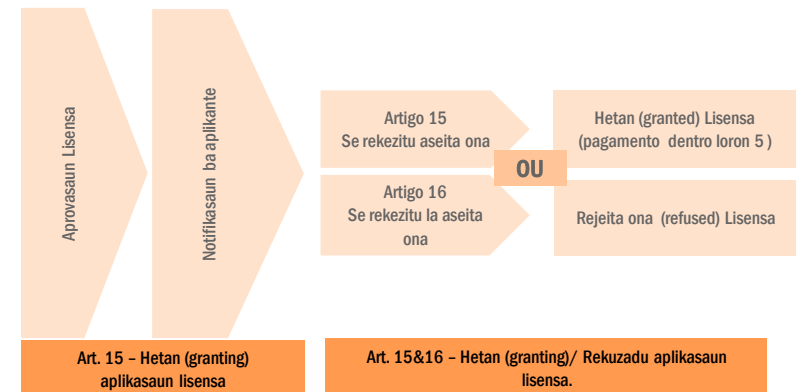 Aprovasaun Lisensa
Notifikasaun ba aplikante
Artigo 15
Se rekezitu aseita ona
Hetan (granted) Lisensa
(pagamento dentro loron 5 )
OU
Artigo 16
Se rekezitu la aseita
ona
Rejeita ona (refused) Lisensa
Art. 15 – Hetan (granting)
aplikasaun lisensa
Art. 15&16 – Hetan (granting)/ Rekuzadu aplikasaun
lisensa.